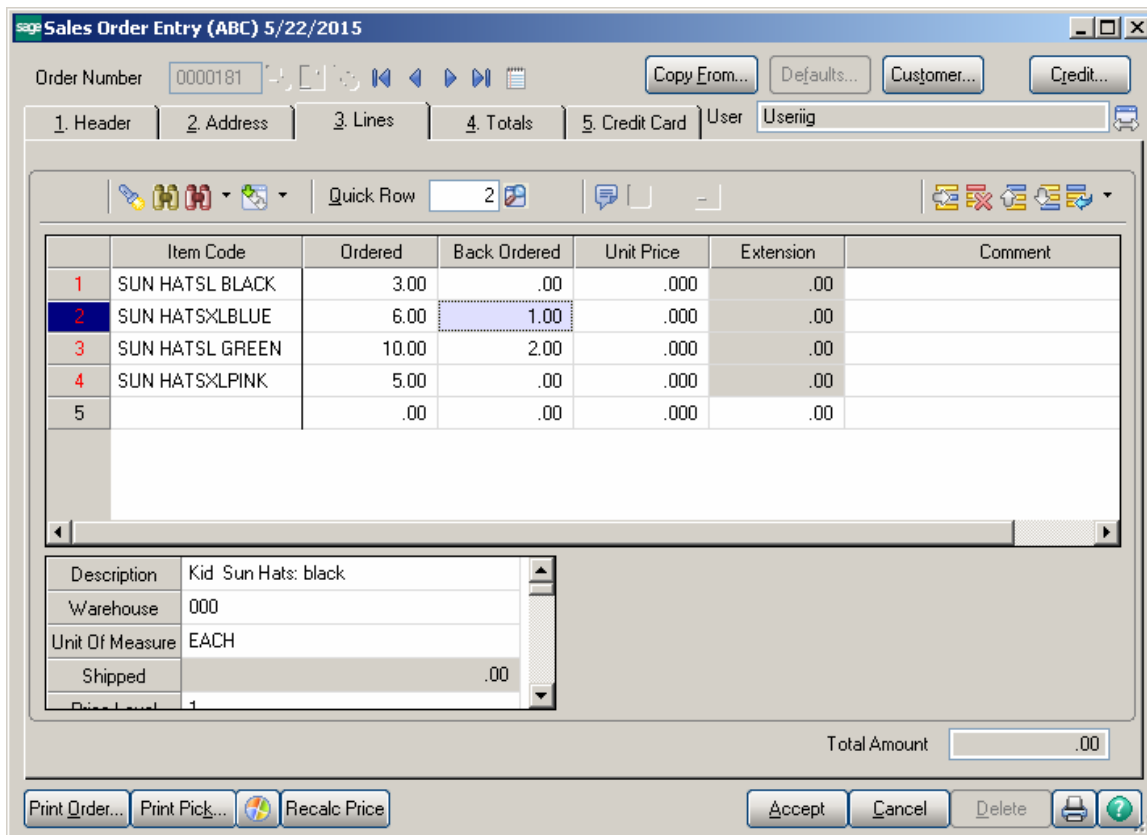 sage Sales Order Entry (ABC) 5/22/2015
Order Number 0000181 Copy From... Defaults... Customer... Credit...
1. Header 2. Address 3. Lines 4. Totals 5. Credit Card User Useriig
Quick Row 2
Item Code Ordered Back Ordered Unit Price Extension Comment
1 SUN HATSL BLACK 3.00 .00 .000 .00
2 SUN HATSXLBLUE 6.00 1.00 .000 .00
3 SUN HATSL GREEN 10.00 2.00 .000 .00
4 SUN HATSXLPINK 5.00 .00 .000 .00
5 .00 .00 .000 .00
Description Kid Sun Hats: black
Warehouse 000
Unit Of Measure EACH
Shipped .00
Price Level 1
Total Amount .00
Print Order... Print Pick... Recalc Price Accept Cancel Delete